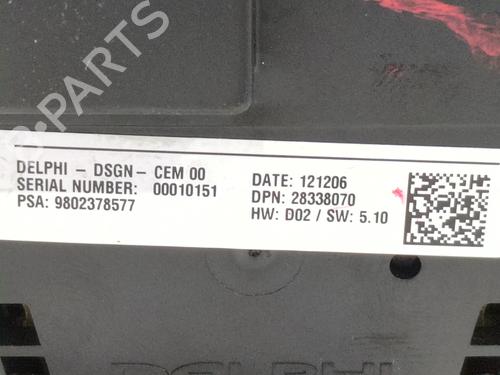 B-PARTS
DELPHI - DSGN - CEM 00
SERIAL NUMBER: 00010151
PSA: 9802378577
DATE: 121206
DPN: 28338070
HW: D02 / SW: 5.10
DELPHI